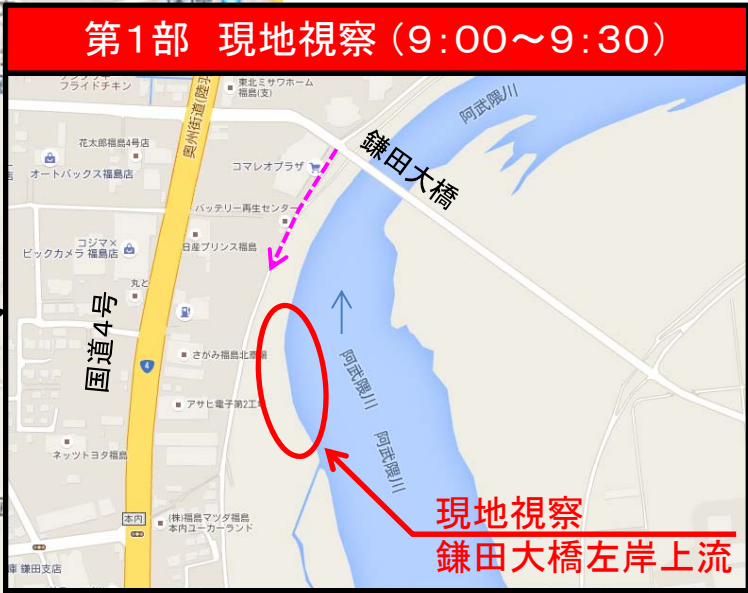 第1部 現地視察(9:00~9:30)
フライドチキン
東北ミサワホーム
福島(支)
阿武隈川
奥州街道(陸羽
鎌田大橋
花太郎福島4号店
オートバックス福島店
コマレオプラザ
バッテリー再生センター
コジマ×
ビックカメラ 福島店
日産プリンス福島
丸と
国道4号
4
さがみ福島北斎場
阿武隈川
アサヒ電子第2工場
阿武隈川
ネッツトヨタ福島
本内
(株)福島マツダ福島
本内ユーカーランド
庫 鎌田支店
現地視察
鎌田大橋左岸上流